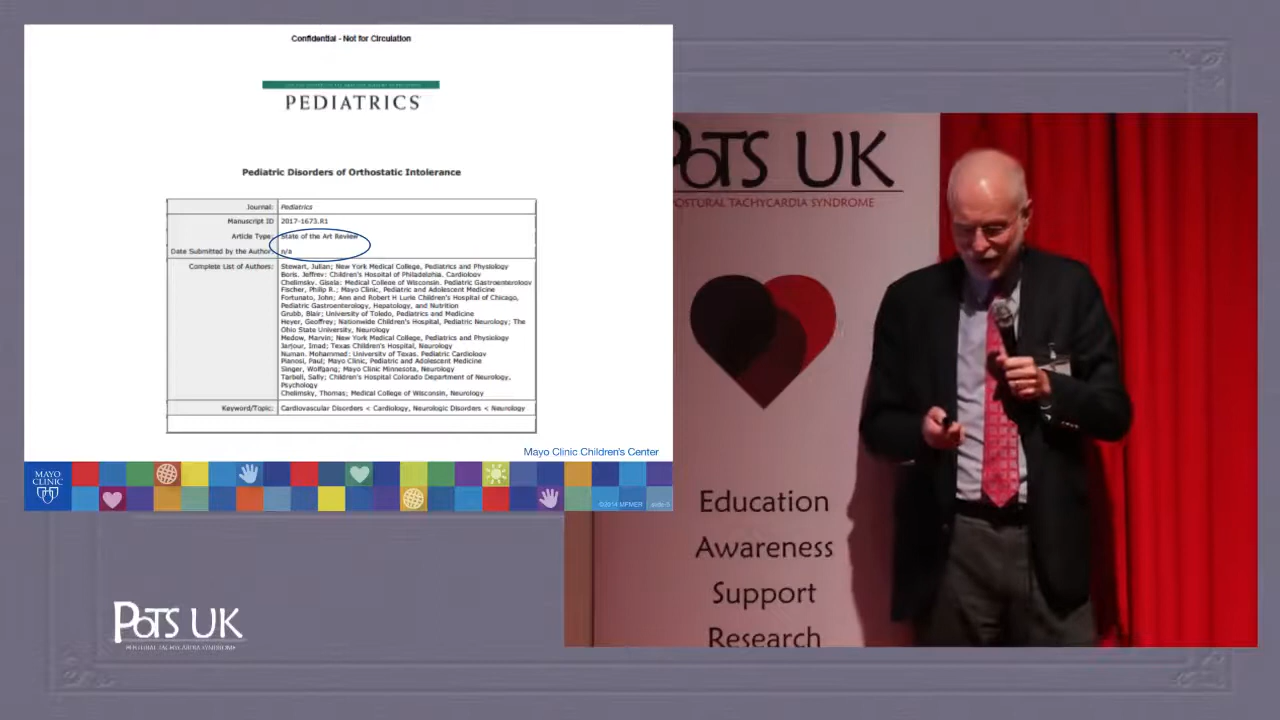 Confidential - Not for Circulation
PEDIATRICS
Pediatric Disorders of Orthostatic Intolerance
Journal: Pediatrics
Manuscript ID 2017-1673.R1
Article Type: State of the Art Review
Date Submitted by the Author: n/a
Complete List of Authors: Stewart, Julian; New York Medical College, Pediatrics and Physiology
Boris, Jeffrey; Children's Hospital of Philadelphia, Cardiology
Chelimsky, Gisela; Medical College of Wisconsin, Pediatric Gastroenterology
Fischer, Philip R.; Mayo Clinic, Pediatric and Adolescent Medicine
Fortunato, John; Ann and Robert H Lurie Children's Hospital of Chicago,
Pediatric Gastroenterology, Hepatology, and Nutrition
Grubb, Blair; University of Toledo, Pediatrics and Medicine
Heyer, Geoffrey; Nationwide Children's Hospital, Pediatric Neurology; The
Ohio State University, Neurology
Medow, Marvin; New York Medical College, Pediatrics and Physiology
Jarjour, Imad; Texas Children's Hospital, Neurology
Numan, Mohammed; University of Texas, Pediatric Cardiology
Pianosi, Paul; Mayo Clinic, Pediatric and Adolescent Medicine
Singer, Wolfgang; Mayo Clinic Minnesota, Neurology
Tarbell, Sally; Children's Hospital Colorado Department of Neurology,
Psychology
Chelimsky, Thomas; Medical College of Wisconsin, Neurology
Keyword/Topic: Cardiovascular Disorders < Cardiology, Neurologic Disorders < Neurology
Mayo Clinic Children's Center
MAYO
CLINIC
©2014 MFMER | slide-5
PoTS UK
POSTURAL TACHYCARDIA SYNDROME
Education
Awareness
Support
Research
PoTS UK
POSTURAL TACHYCARDIA SYNDROME